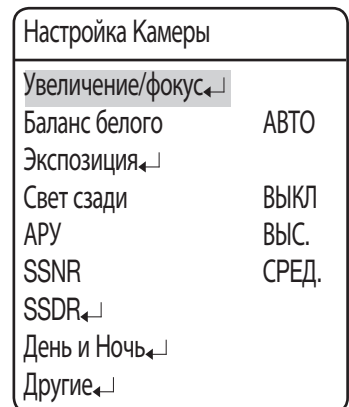 Настройка Камеры
Увеличение/фокус↵
Баланс белого АВТО
Экспозиция↵
Свет сзади ВЫКЛ
АРУ ВЫС.
SSNR СРЕД.
SSDR↵
День и Ночь↵
Другие↵